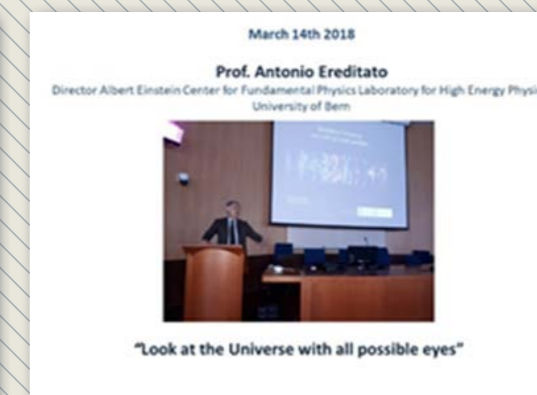 March 14th 2018
Prof. Antonio Ereditato
Director Albert Einstein Center for Fundamental Physics Laboratory for High Energy Physi
University of Bern
"Look at the Universe with all possible eyes"